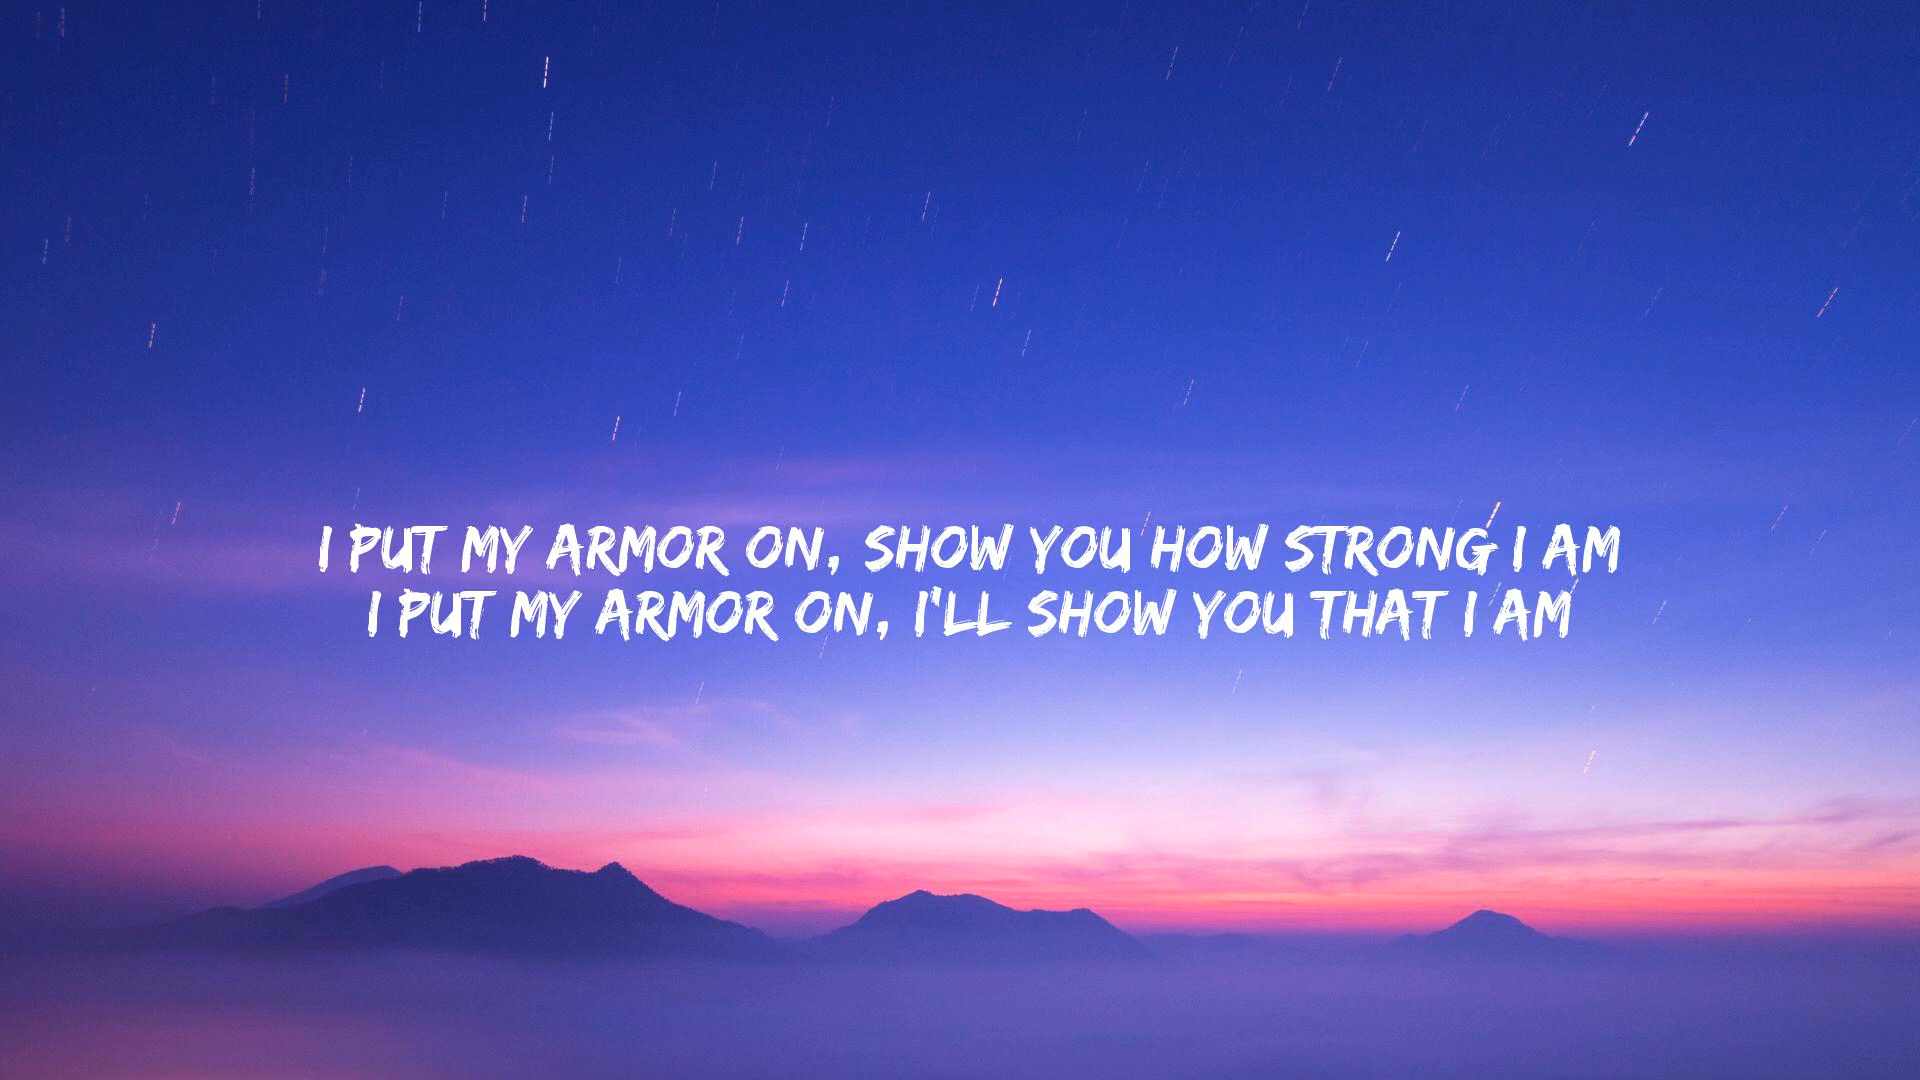 I PUT MY ARMOR ON, SHOW YOU HOW STRONG I AM
I PUT MY ARMOR ON, I'LL SHOW YOU THAT I AM